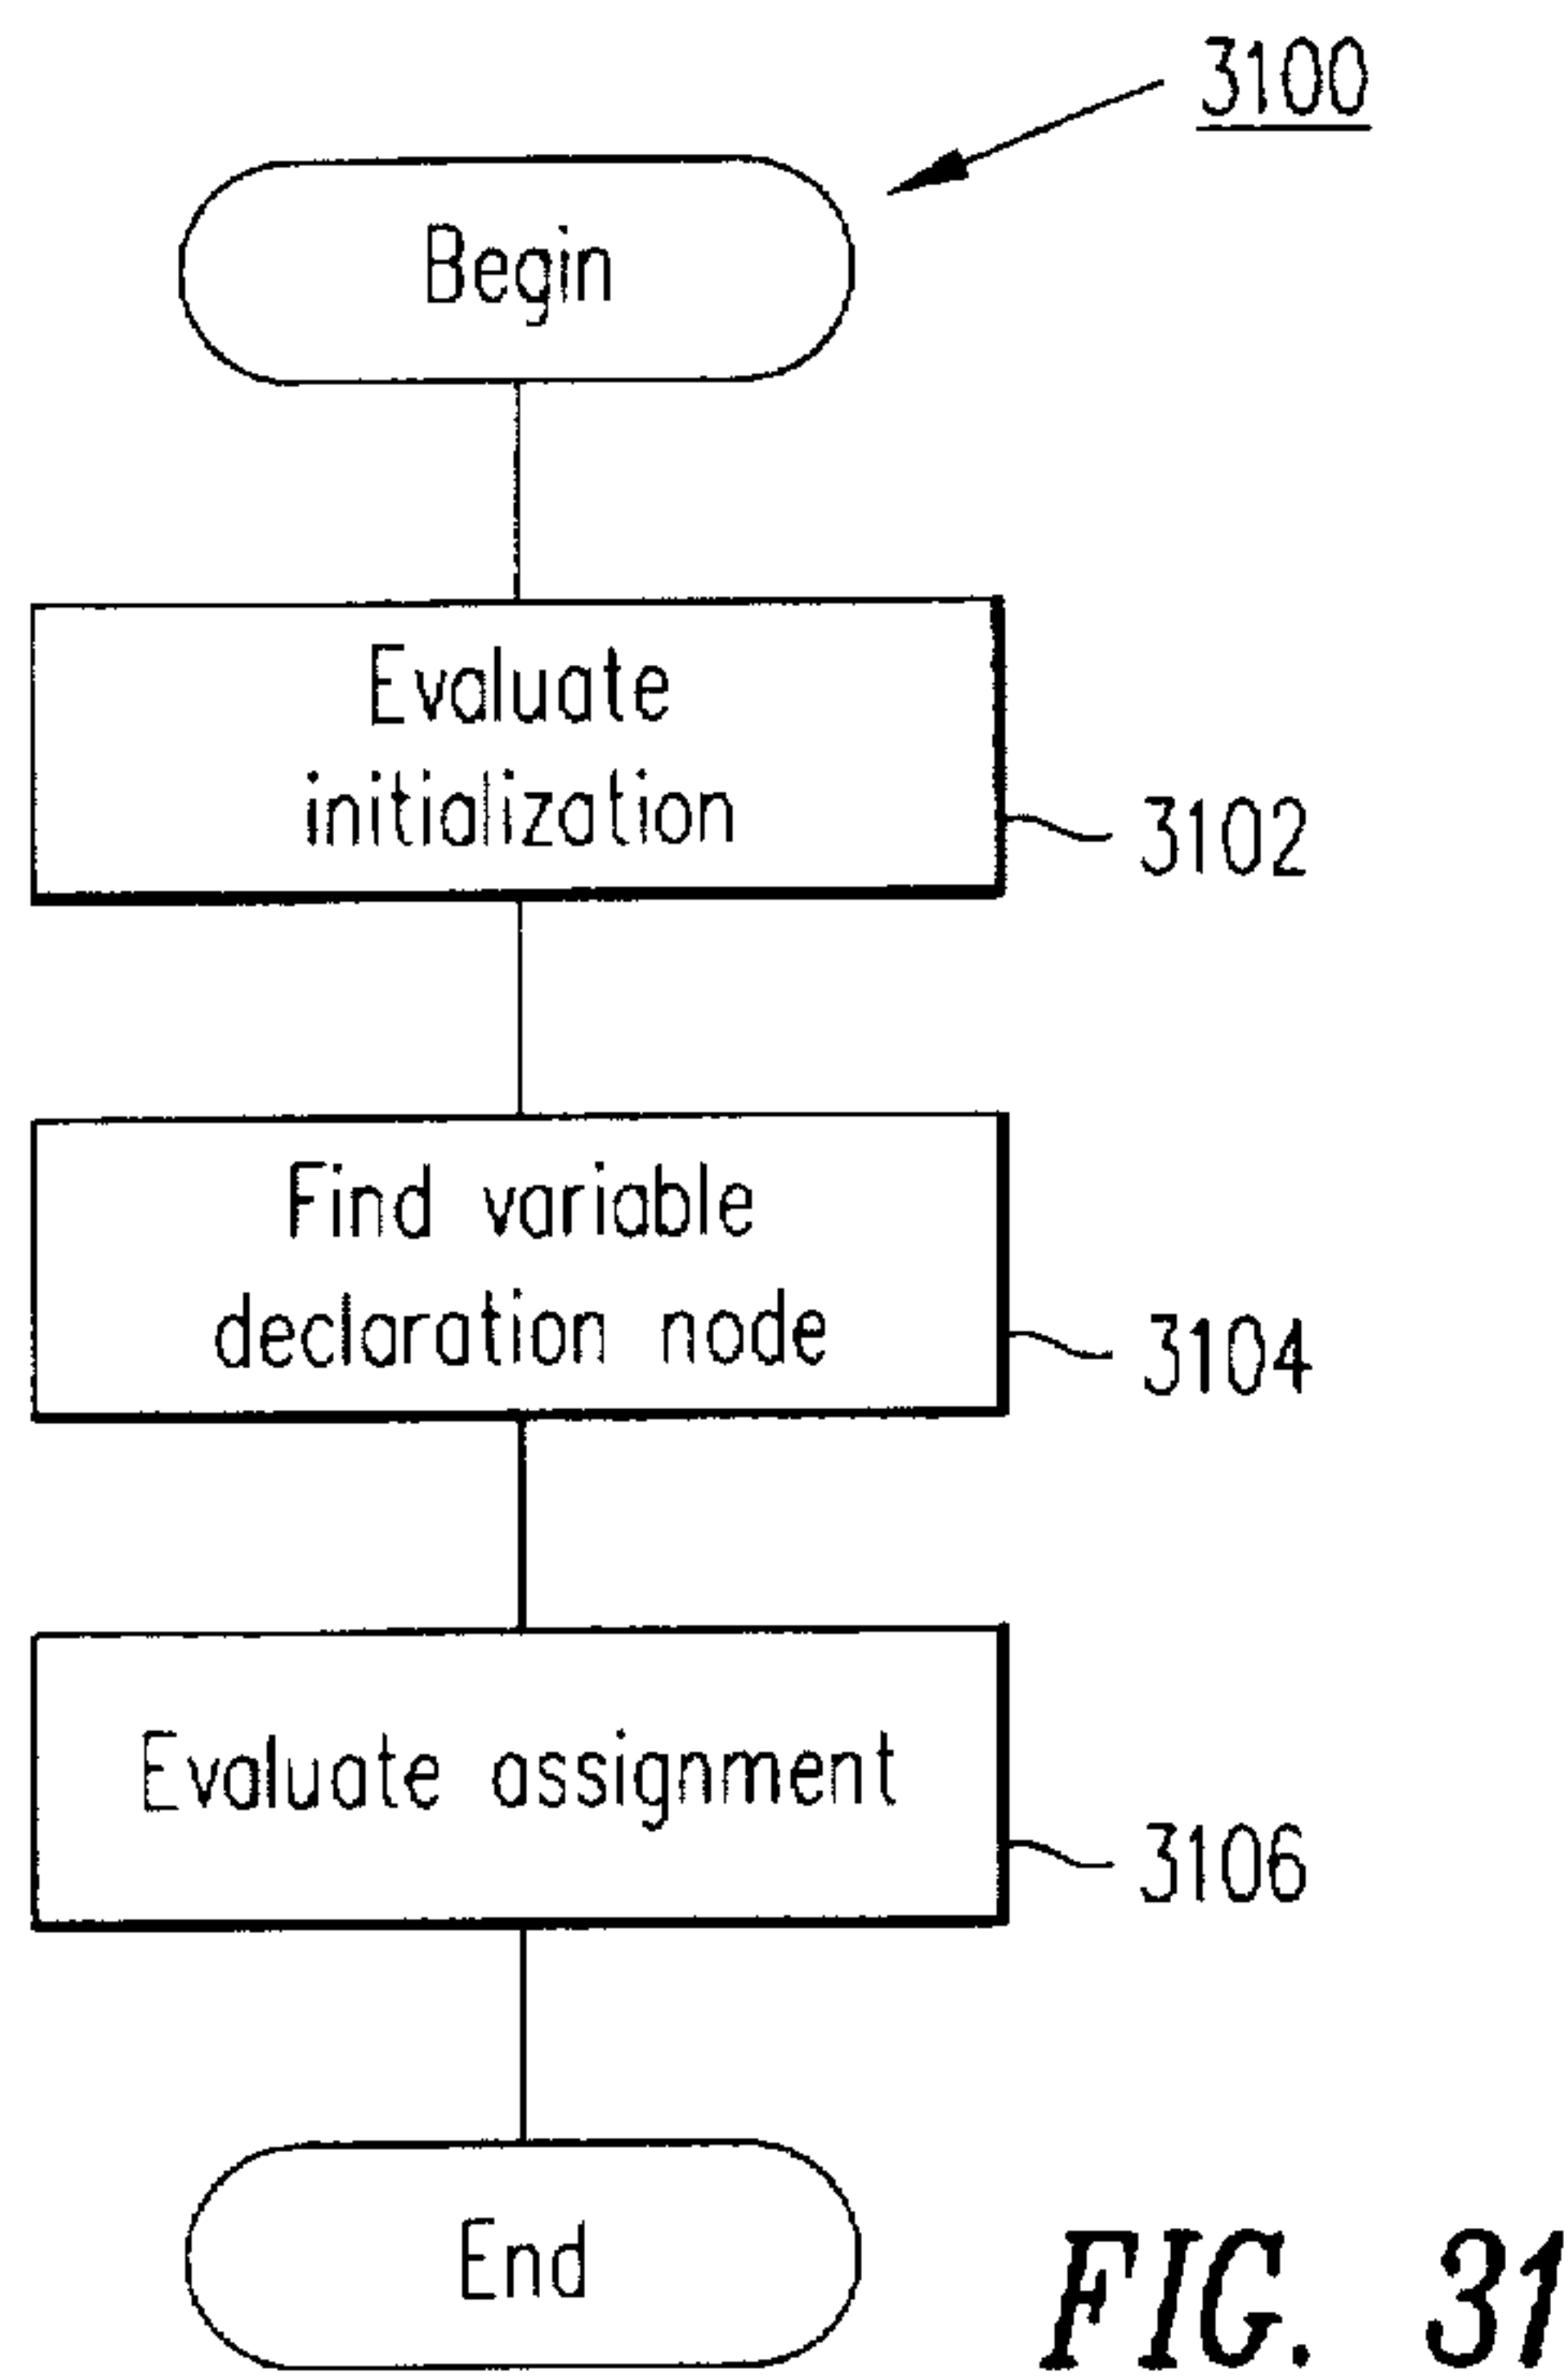 3100
Begin
Evaluate
initialization
3102
Find variable
declaration node
3104
Evaluate assignment
3106
End
FIG. 31